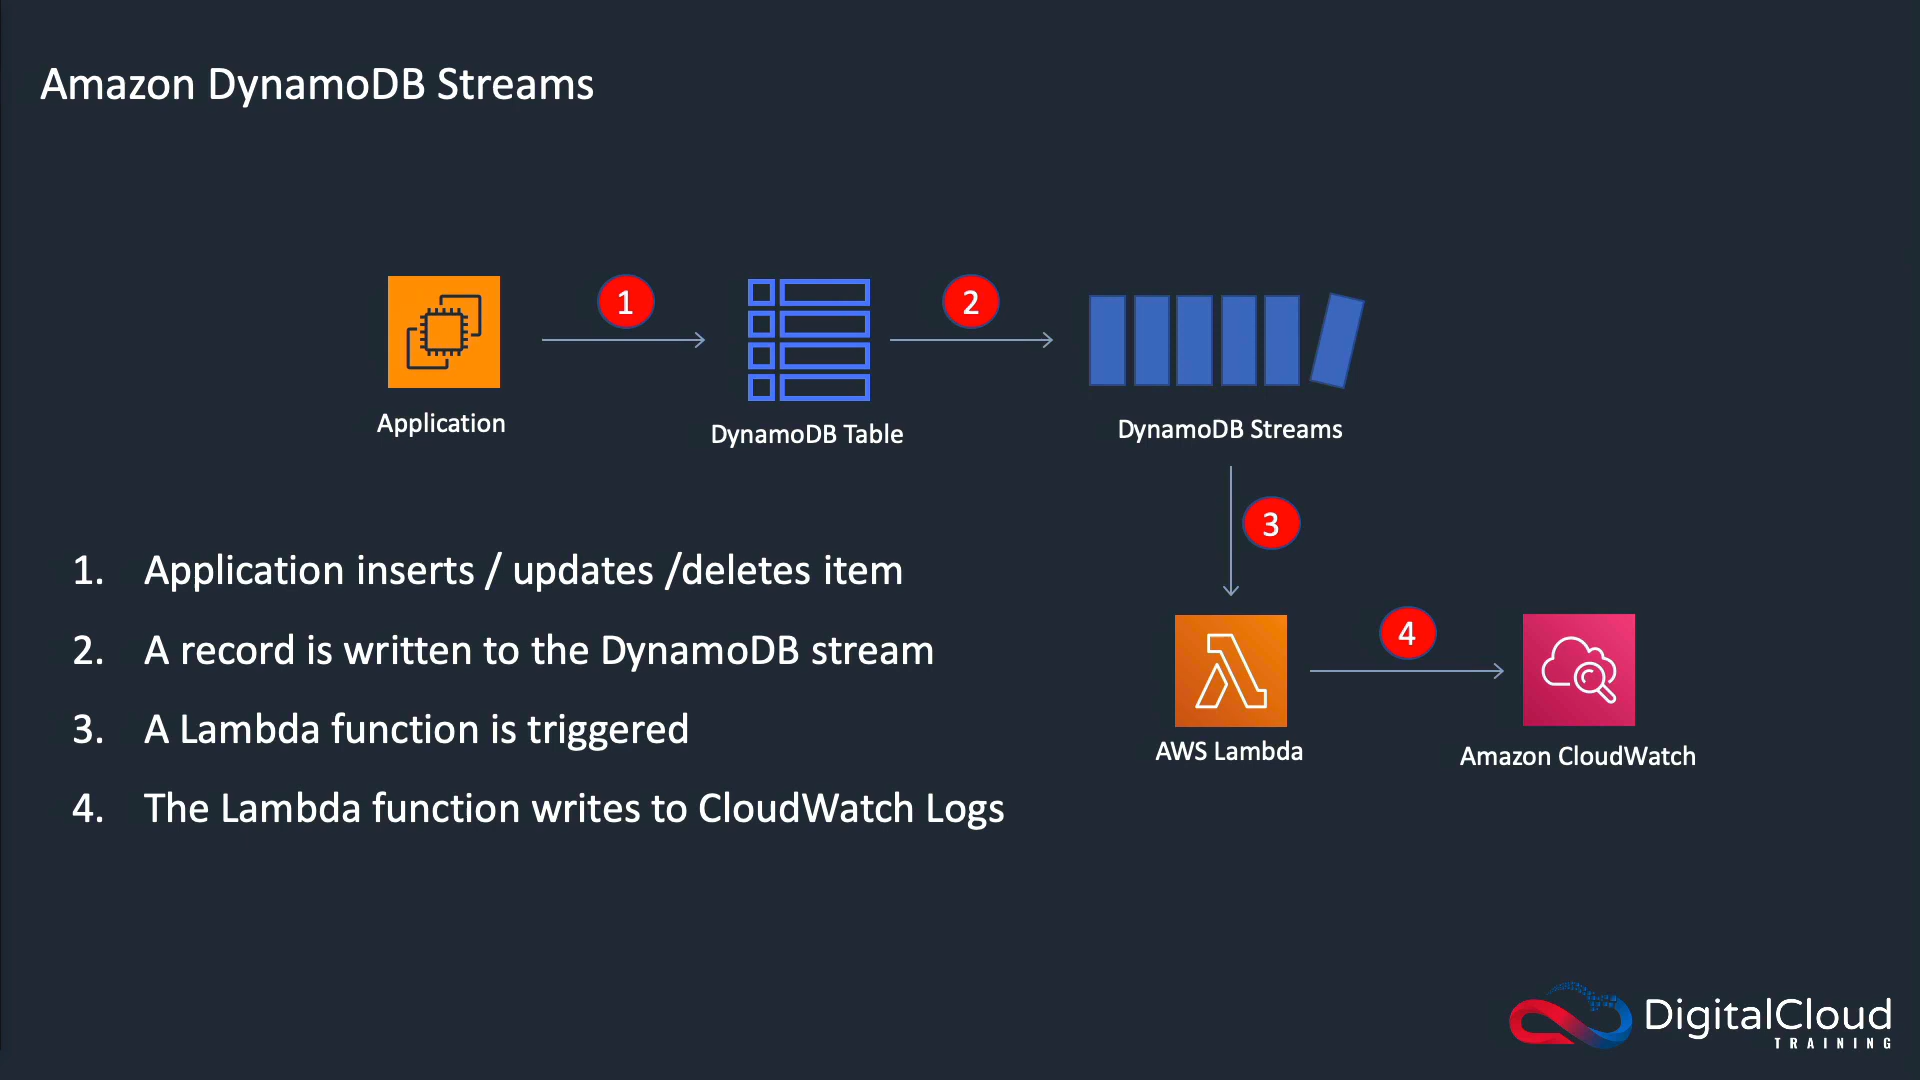 Amazon DynamoDB Streams
1
2
Application
DynamoDB Table
DynamoDB Streams
3
1. Application inserts / updates /deletes item
2. A record is written to the DynamoDB stream
3. A Lambda function is triggered
4. The Lambda function writes to CloudWatch Logs
4
AWS Lambda
Amazon CloudWatch
DigitalCloud
TRAINING